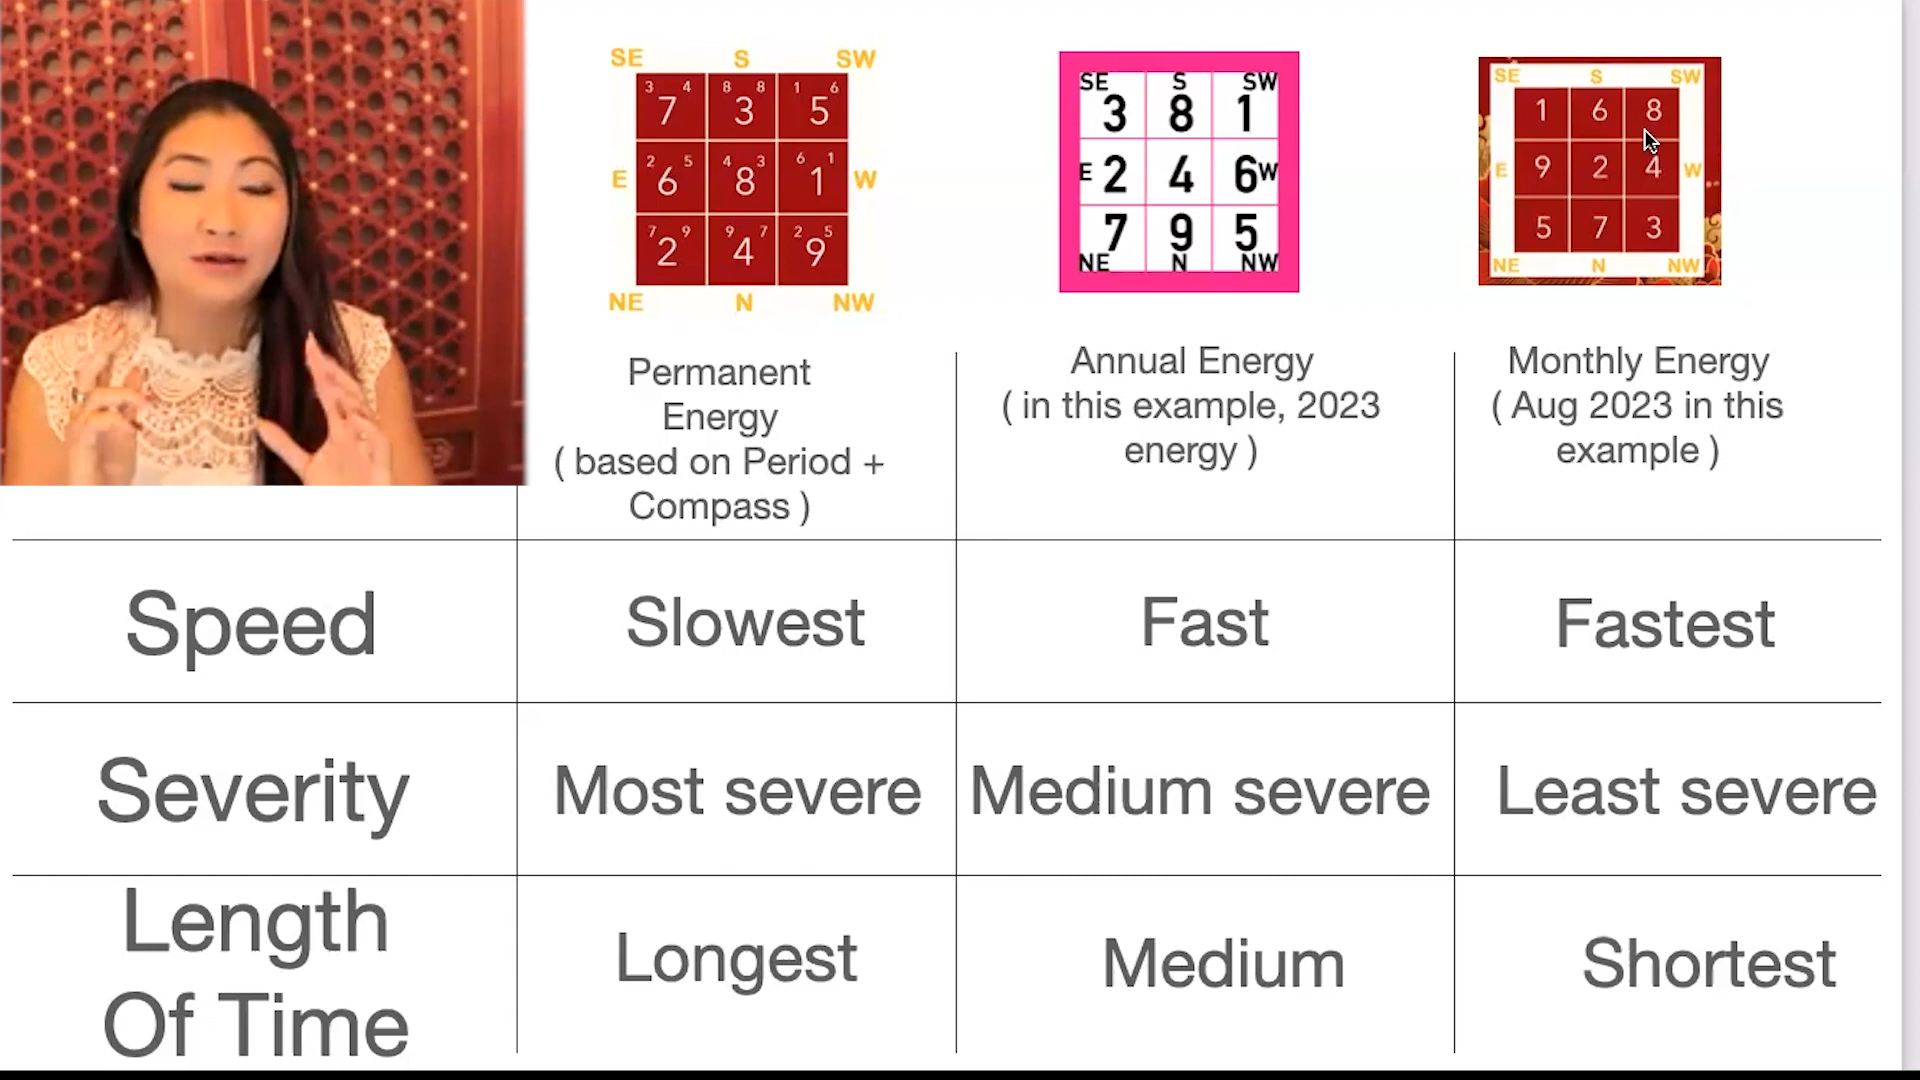 SE S SW
3 4 8 8 1 6
7 3 5
2 5 4 3 6 1
E 6 8 1 W
7 9 9 7 2 5
2 4 9
NE N NW
SE S SW
3 8 1
E 2 4 6 W
7 9 5
NE N NW
SE S SW
1 6 8
E 9 2 4 W
5 7 3
NE N NW
Permanent
Energy
( based on Period +
Compass )
Annual Energy
( in this example, 2023
energy )
Monthly Energy
( Aug 2023 in this
example )
Speed
Slowest
Fast
Fastest
Severity
Most severe
Medium severe
Least severe
Length
Of Time
Longest
Medium
Shortest